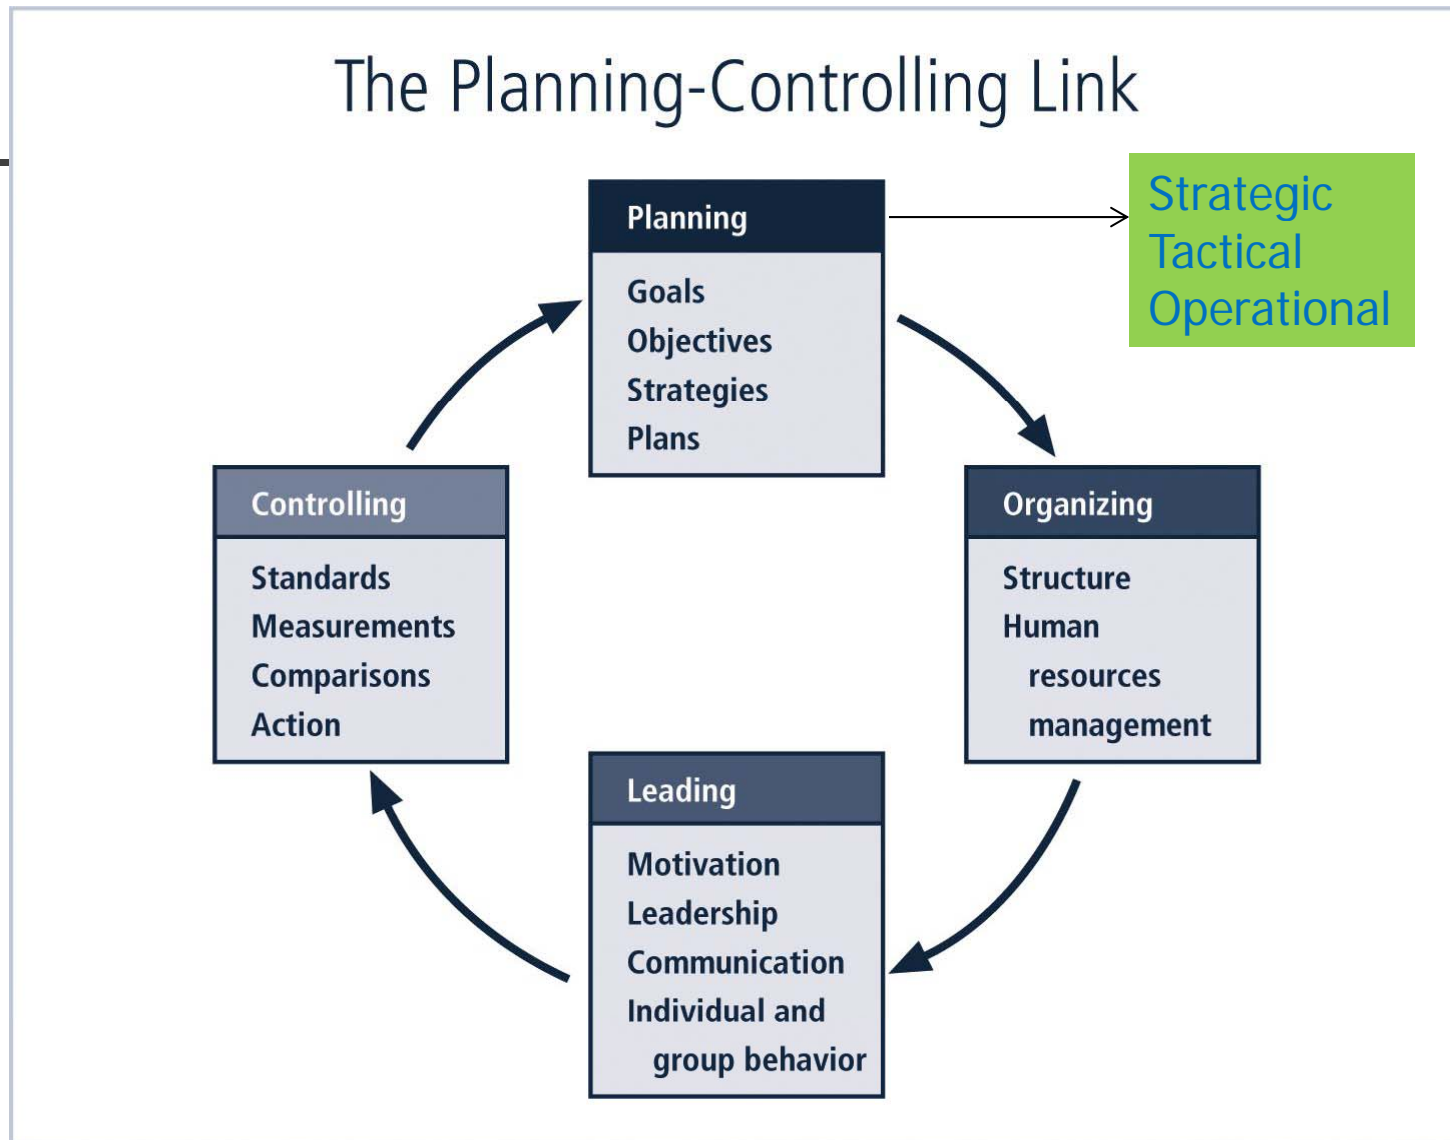 The Planning-Controlling Link
Planning
Goals
Objectives
Strategies
Plans
Strategic
Tactical
Operational
Organizing
Structure
Human
resources
management
Leading
Motivation
Leadership
Communication
Individual and
group behavior
Controlling
Standards
Measurements
Comparisons
Action